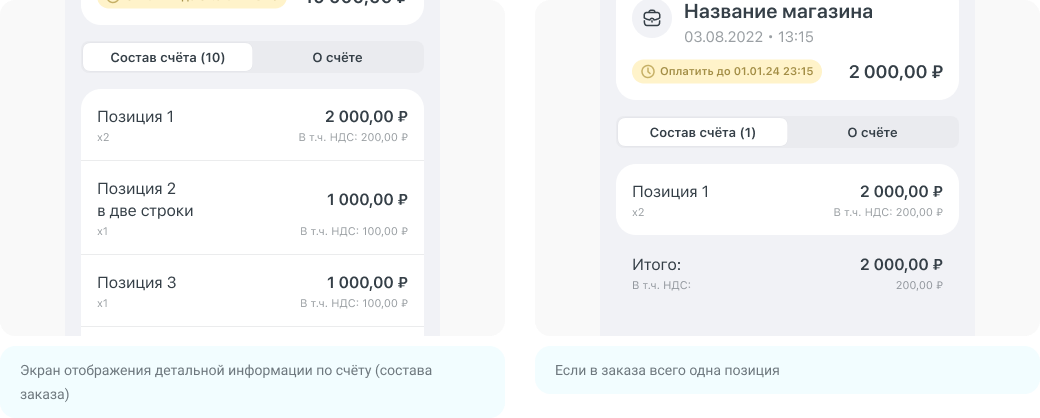 Состав счёта (10)
О счёте
Позиция 1
2 000,00 ₽
x2
В т.ч. НДС: 200,00 ₽
Позиция 2
в две строки
1 000,00 ₽
x1
В т.ч. НДС: 100,00 ₽
Позиция 3
1 000,00 ₽
x1
В т.ч. НДС: 100,00 ₽
Экран отображения детальной информации по счёту (состава
заказа)
Название магазина
03.08.2022 • 13:15
Оплатить до 01.01.24 23:15
2 000,00 ₽
Состав счёта (1)
О счёте
Позиция 1
2 000,00 ₽
x2
В т.ч. НДС: 200,00 ₽
Итого:
2 000,00 ₽
В т.ч. НДС:
200,00 ₽
Если в заказа всего одна позиция